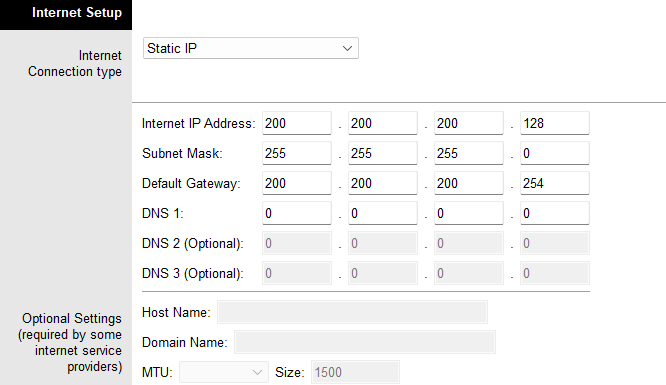 Internet Setup
Internet
Connection type
Static IP
Internet IP Address: 200 . 200 . 200 . 128
Subnet Mask: 255 . 255 . 255 . 0
Default Gateway: 200 . 200 . 200 . 254
DNS 1: 0 . 0 . 0 . 0
DNS 2 (Optional): 0 . 0 . 0 . 0
DNS 3 (Optional): 0 . 0 . 0 . 0
Optional Settings
(required by some
internet service
providers)
Host Name:
Domain Name:
MTU: Size: 1500